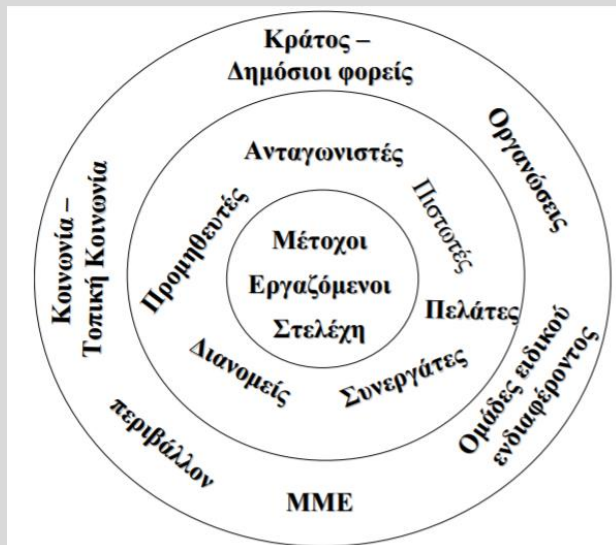 Κράτος –
Δημόσιοι φορείς
Οργανώσεις
Ομάδες ειδικού
ενδιαφέροντος
ΜΜΕ
περιβάλλον
Κοινωνία –
Τοπική Κοινωνία
Ανταγωνιστές
Πιστωτές
Πελάτες
Συνεργάτες
Διανομείς
Προμηθευτές
Μέτοχοι
Εργαζόμενοι
Στελέχη